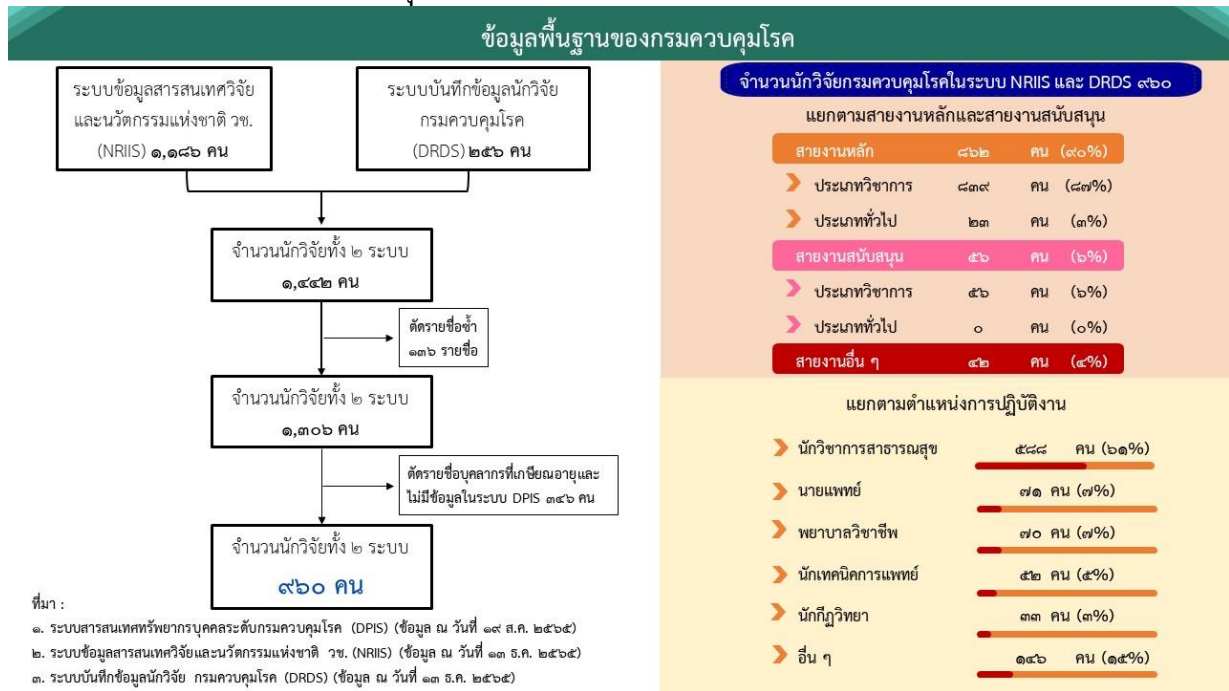 ข้อมูลพื้นฐานของกรมควบคุมโรค
ระบบข้อมูลสารสนเทศวิจัย
และนวัตกรรมแห่งชาติ วช.
(NRIIS) ๑,๑๘๖ คน
ระบบบันทึกข้อมูลนักวิจัย
กรมควบคุมโรค
(DRDS) ๒๕๖ คน
จำนวนนักวิจัยทั้ง ๒ ระบบ
๑,๔๔๒ คน
ตัดรายชื่อซ้ำ
๑๓๖ รายชื่อ
จำนวนนักวิจัยทั้ง ๒ ระบบ
๑,๓๐๖ คน
ตัดรายชื่อบุคลากรที่เกษียณอายุและ
ไม่มีข้อมูลในระบบ DPIS ๓๔๖ คน
จำนวนนักวิจัยทั้ง ๒ ระบบ
๙๖๐ คน
ที่มา :
๑. ระบบสารสนเทศทรัพยากรบุคคลระดับกรมควบคุมโรค (DPIS) (ข้อมูล ณ วันที่ ๑๙ ส.ค. ๒๕๖๕)
๒. ระบบข้อมูลสารสนเทศวิจัยและนวัตกรรมแห่งชาติ วช. (NRIIS) (ข้อมูล ณ วันที่ ๑๓ ธ.ค. ๒๕๖๕)
๓. ระบบบันทึกข้อมูลนักวิจัย กรมควบคุมโรค (DRDS) (ข้อมูล ณ วันที่ ๑๓ ธ.ค. ๒๕๖๕)
จำนวนนักวิจัยกรมควบคุมโรคในระบบ NRIIS และ DRDS ๙๖๐
แยกตามสายงานหลักและสายงานสนับสนุน
สายงานหลัก ๘๖๒ คน (๙๐%)
ประเภทวิชาการ ๘๓๙ คน (๘๗%)
ประเภททั่วไป ๒๓ คน (๓%)
สายงานสนับสนุน ๕๖ คน (๖%)
ประเภทวิชาการ ๕๖ คน (๖%)
ประเภททั่วไป ๐ คน (๐%)
สายงานอื่น ๆ ๔๒ คน (๔%)
แยกตามตำแหน่งการปฏิบัติงาน
นักวิชาการสาธารณสุข ๕๘๘ คน (๖๑%)
นายแพทย์ ๗๑ คน (๗%)
พยาบาลวิชาชีพ ๗๐ คน (๗%)
นักเทคนิคการแพทย์ ๕๒ คน (๕%)
นักกีฏวิทยา ๓๓ คน (๓%)
อื่น ๆ ๑๔๖ คน (๑๕%)